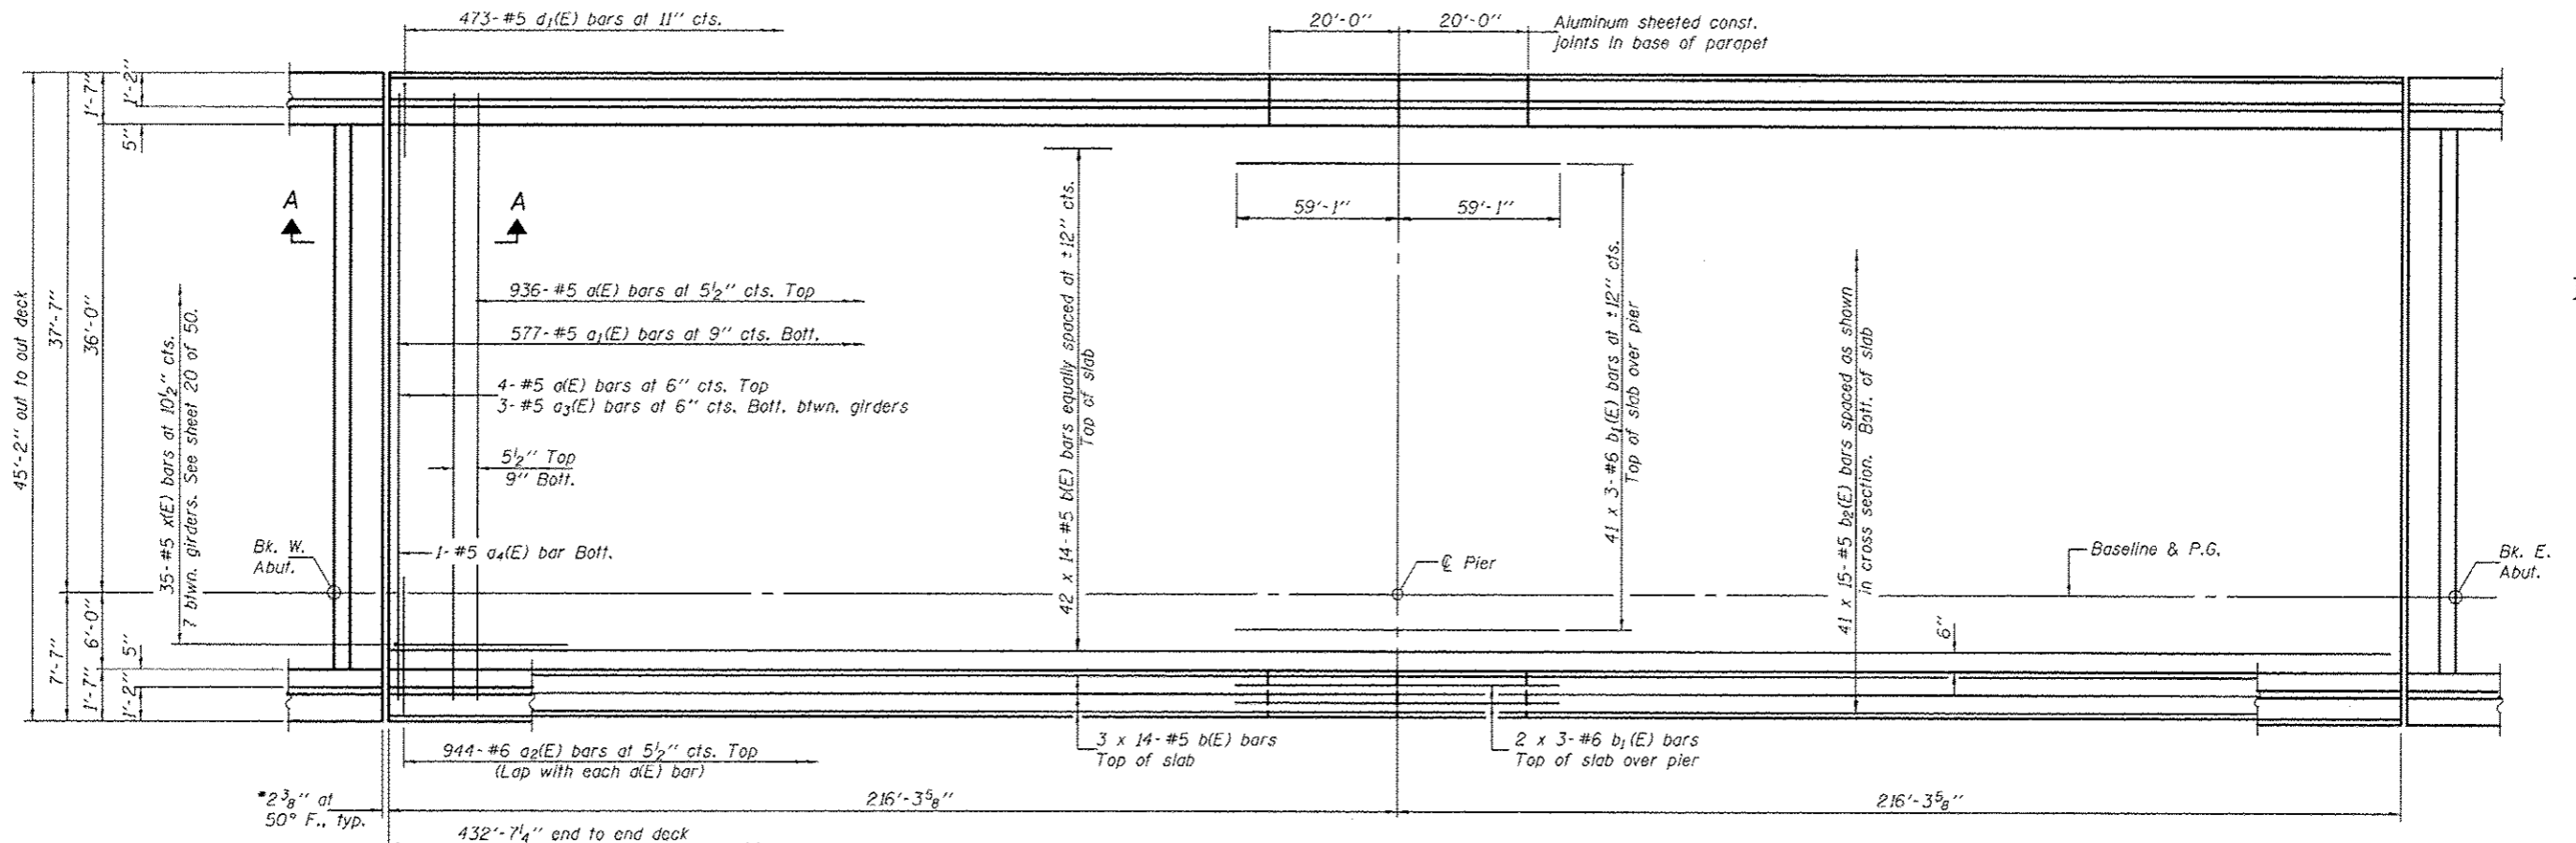 473-#5 d₁(E) bars at 11" cts.
20'-0"
20'-0"
Aluminum sheeted const.
joints in base of parapet
1'-7"
1'-2"
5"
A
A
59'-1"
59'-1"
45'-2" out to out deck
37'-7"
36'-0"
35-#5 x(E) bars at 10½" cts.
7 btwn. girders. See sheet 20 of 50.
936-#5 a(E) bars at 5½" cts. Top
577-#5 a₁(E) bars at 9" cts. Bott.
4-#5 a(E) bars at 6" cts. Top
3-#5 a₃(E) bars at 6" cts. Bott. btwn. girders
5½" Top
9" Bott.
1-#5 a₄(E) bar Bott.
42 x 14-#5 b(E) bars equally spaced at ±12" cts.
Top of slab
41 x 3-#6 b₁(E) bars at ±12" cts.
Top of slab over pier
41 x 15-#5 b₂(E) bars spaced as shown
in cross section. Bott. of slab
Bk. W.
Abut.
℄ Pier
Baseline & P.G.
Bk. E.
Abut.
7'-7"
6'-0"
5"
1'-7"
1'-2"
6"
944-#6 a₂(E) bars at 5½" cts. Top
(Lap with each a(E) bar)
3 x 14-#5 b(E) bars
Top of slab
2 x 3-#6 b₁(E) bars
Top of slab over pier
*2⅜" at
50° F., typ.
216'-3⅝"
216'-3⅝"
432'-7¼" end to end deck